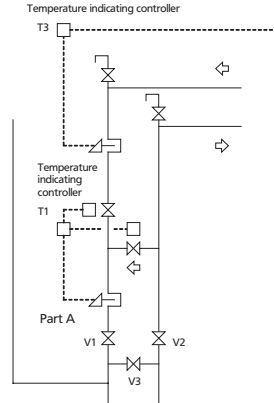 Temperature indicating controller
T3
Temperature
indicating
controller
T1
Part A
V1
V2
V3